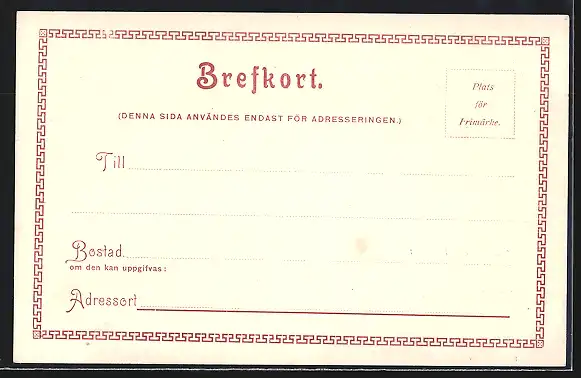 Brefkort.
Plats
för
Frimärke.
(DENNA SIDA ANVÄNDES ENDAST FÖR ADRESSERINGEN.)
Till
Bostad
om den kan uppgifvas:
Adressort